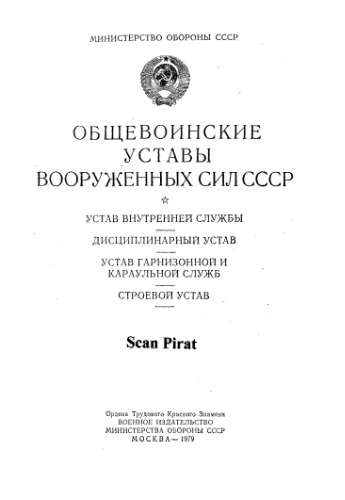 МИНИСТЕРСТВО ОБОРОНЫ СССР
ОБЩЕВОИНСКИЕ
УСТАВЫ
ВООРУЖЕННЫХ СИЛ СССР
УСТАВ ВНУТРЕННЕЙ СЛУЖБЫ
ДИСЦИПЛИНАРНЫЙ УСТАВ
УСТАВ ГАРНИЗОННОЙ И
КАРАУЛЬНОЙ СЛУЖБ
СТРОЕВОЙ УСТАВ
Scan Pirat
Ордена Трудового Красного Знамени
ВОЕННОЕ ИЗДАТЕЛЬСТВО
МИНИСТЕРСТВА ОБОРОНЫ СССР
МОСКВА — 1979